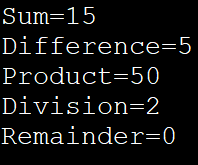 Sum=15
Difference=5
Product=50
Division=2
Remainder=0